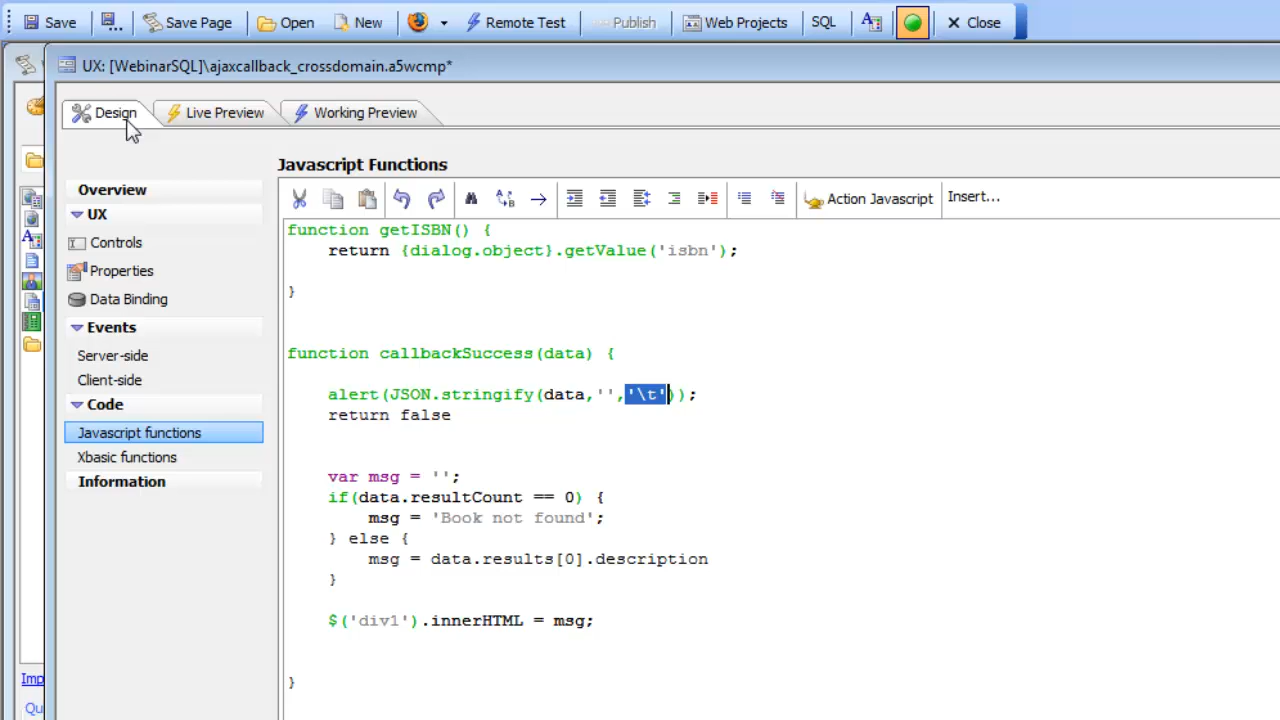 Save Save Page Open New Remote Test Publish Web Projects SQL Close
UX: [WebinarSQL]\ajaxcallback_crossdomain.a5wcmp*
Design Live Preview Working Preview
Overview
UX
Controls
Properties
Data Binding
Events
Server-side
Client-side
Code
Javascript functions
Xbasic functions
Information
Javascript Functions
Action Javascript Insert...
function getISBN() {
return {dialog.object}.getValue('isbn');
}
function callbackSuccess(data) {
alert(JSON.stringify(data,'','\t'));
return false
var msg = '';
if(data.resultCount == 0) {
msg = 'Book not found';
} else {
msg = data.results[0].description
}
$('div1').innerHTML = msg;
}
Imp
Qu